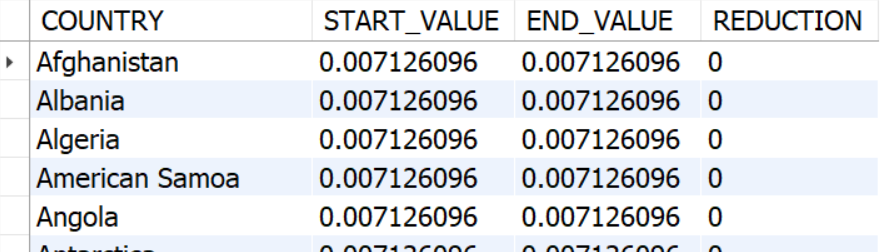 COUNTRY START_VALUE END_VALUE REDUCTION
Afghanistan 0.007126096 0.007126096 0
Albania 0.007126096 0.007126096 0
Algeria 0.007126096 0.007126096 0
American Samoa 0.007126096 0.007126096 0
Angola 0.007126096 0.007126096 0
Antarctica 0.007126096 0.007126096 0